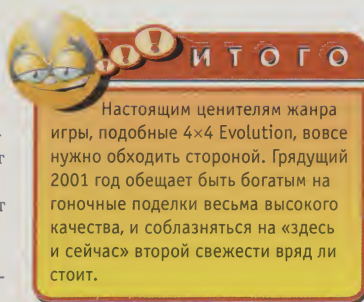 ИТОГО
Настоящим ценителям жанра
игры, подобные 4×4 Evolution, вовсе
нужно обходить стороной. Грядущий
2001 год обещает быть богатым на
гоночные поделки весьма высокого
качества, и соблазняться на «здесь
и сейчас» второй свежести вряд ли
стоит.